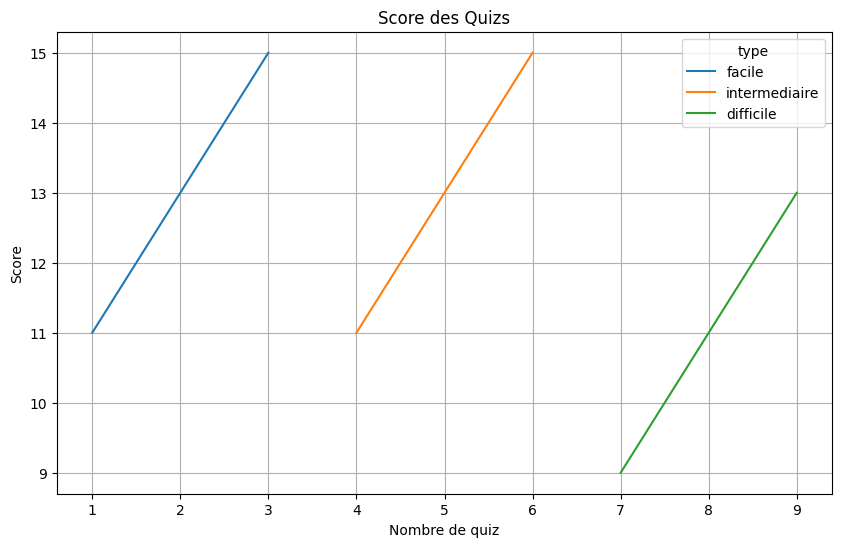 Score des Quizs
type
facile
intermediaire
difficile
15
14
13
12
11
10
9
Score
1 2 3 4 5 6 7 8 9
Nombre de quiz